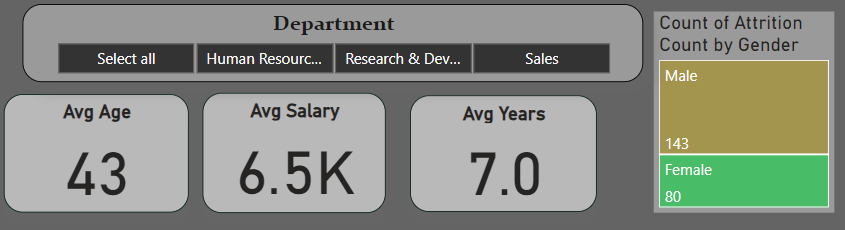 Department
Select all
Human Resourc...
Research & Dev...
Sales
Avg Age
43
Avg Salary
6.5K
Avg Years
7.0
Count of Attrition
Count by Gender
Male
143
Female
80